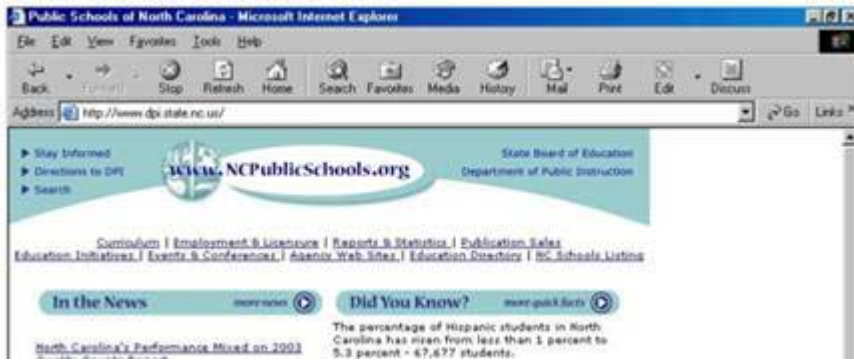 Public Schools of North Carolina - Microsoft Internet Explorer
File Edit View Favorites Tools Help
Back Forward Stop Refresh Home Search Favorites Media History Mail Print Edit Discuss
Address http://www.dpi.state.nc.us/ Go Links »
Stay Informed
Directions to DPI
Search
www.NCPublicSchools.org
State Board of Education
Department of Public Instruction
Curriculum | Employment & Licensure | Reports & Statistics | Publication Sales
Education Initiatives | Events & Conferences | Agency Web Sites | Education Directory | NC Schools Listing
In the News more news
North Carolina's Performance Mixed on 2003
Did You Know? more quick facts
The percentage of Hispanic students in North
Carolina has risen from less than 1 percent to
5.3 percent - 67,677 students.